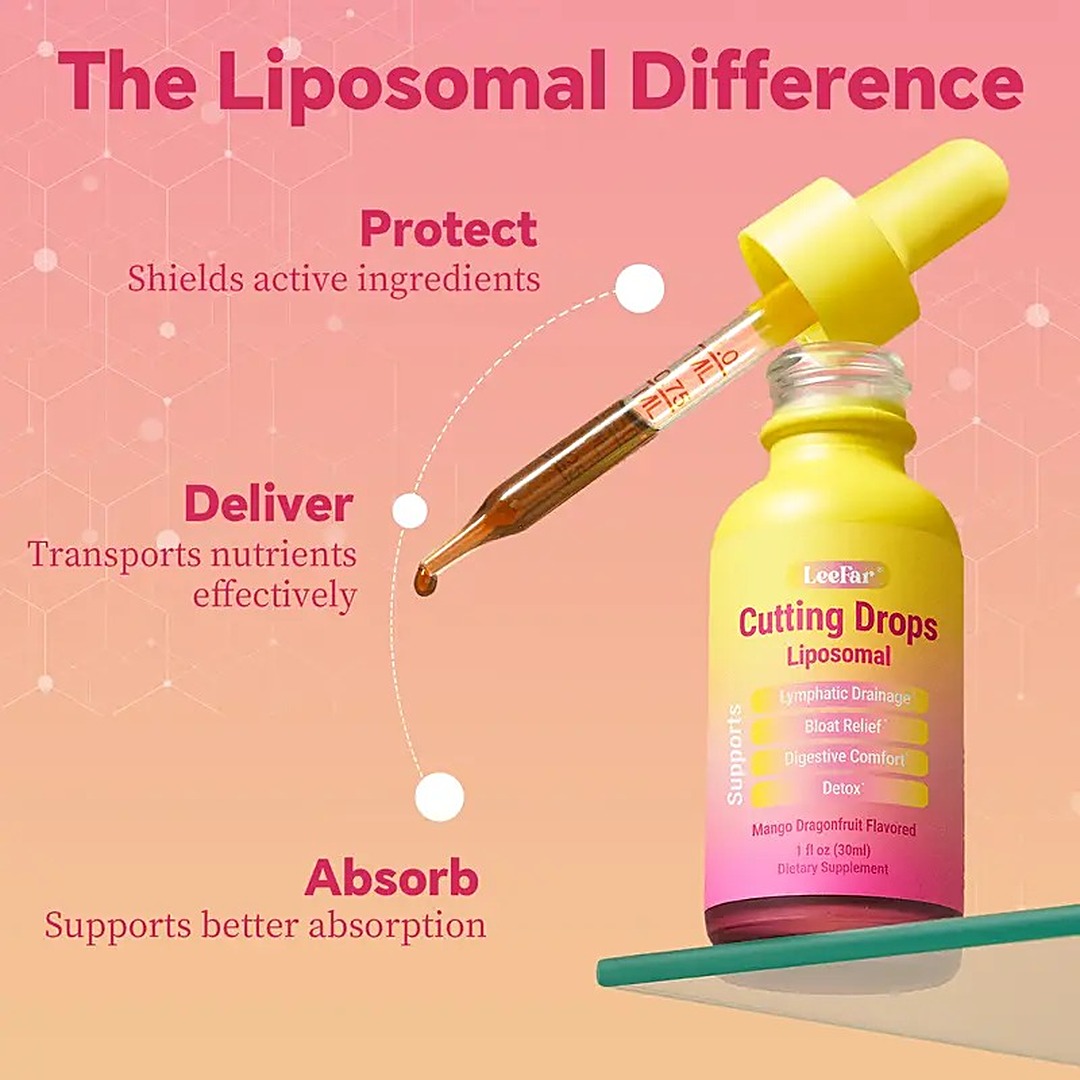 The Liposomal Difference
Protect
Shields active ingredients
Deliver
Transports nutrients
effectively
Absorb
Supports better absorption
LeeFar®
Cutting Drops
Liposomal
Supports
Lymphatic Drainage*
Bloat Relief*
Digestive Comfort*
Detox*
Mango Dragonfruit Flavored
1 fl oz (30ml)
Dietary Supplement